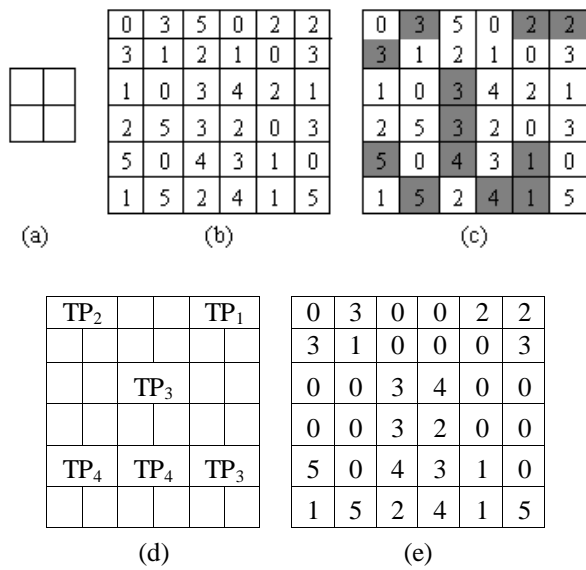 0 3 5 0 2 2 0 3 5 0 2 2
3 1 2 1 0 3 3 1 2 1 0 3
1 0 3 4 2 1 1 0 3 4 2 1
2 5 3 2 0 3 2 5 3 2 0 3
5 0 4 3 1 0 5 0 4 3 1 0
1 5 2 4 1 5 1 5 2 4 1 5
(a) (b) (c)
TP₂ TP₁ 0 3 0 0 2 2
3 1 0 0 0 3
TP₃ 0 0 3 4 0 0
0 0 3 2 0 0
TP₄ TP₄ TP₃ 5 0 4 3 1 0
1 5 2 4 1 5
(d) (e)